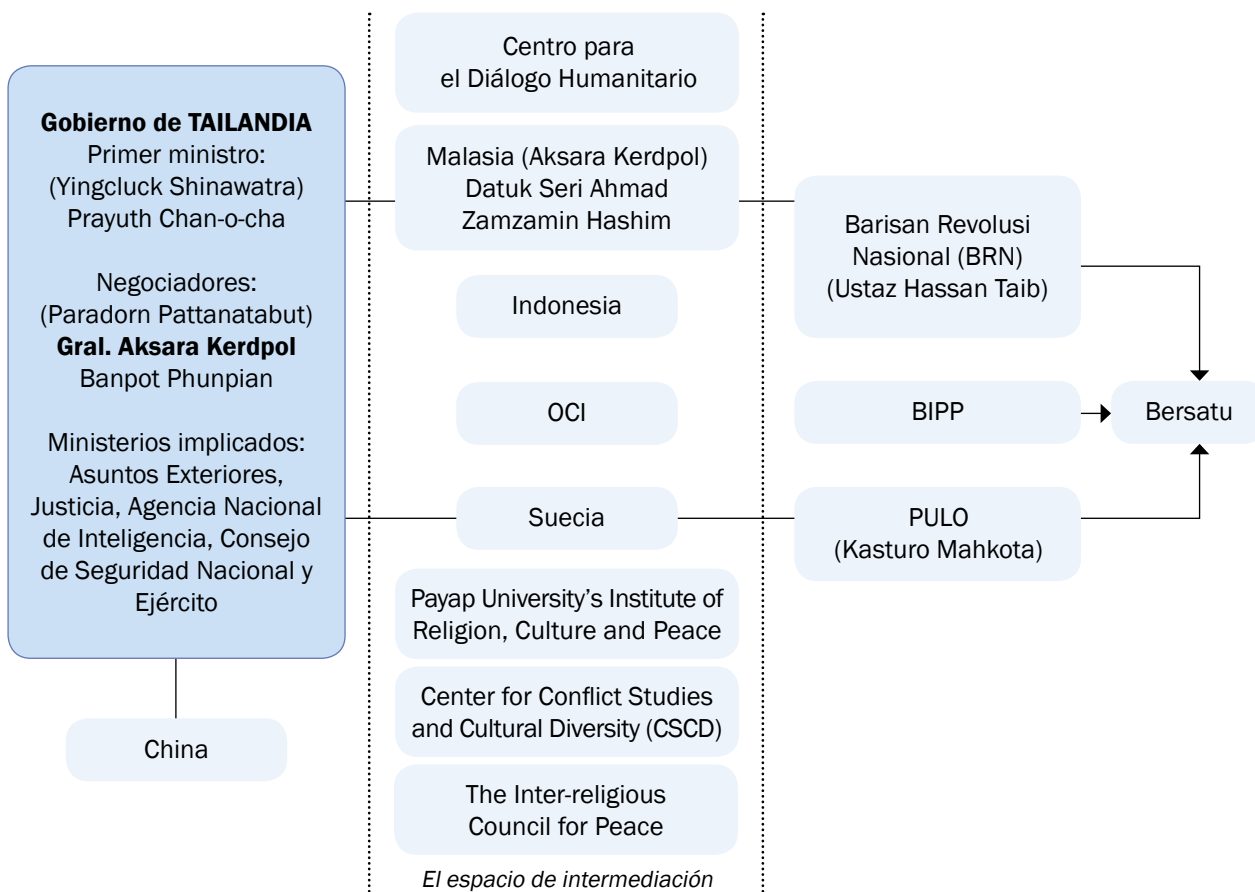 Gobierno de TAILANDIA
Primer ministro:
(Yingcluck Shinawatra)
Prayuth Chan-o-cha
Negociadores:
(Paradorn Pattanatabut)
Gral. Aksara Kerdpol
Banpot Phunpian
Ministerios implicados:
Asuntos Exteriores,
Justicia, Agencia Nacional
de Inteligencia, Consejo
de Seguridad Nacional y
Ejército
China
Centro para
el Diálogo Humanitario
Malasia (Aksara Kerdpol)
Datuk Seri Ahmad
Zamzamin Hashim
Indonesia
OCI
Suecia
Payap University’s Institute of
Religion, Culture and Peace
Center for Conflict Studies
and Cultural Diversity (CSCD)
The Inter-religious
Council for Peace
El espacio de intermediación
Barisan Revolusi
Nasional (BRN)
(Ustaz Hassan Taib)
BIPP
PULO
(Kasturo Mahkota)
Bersatu